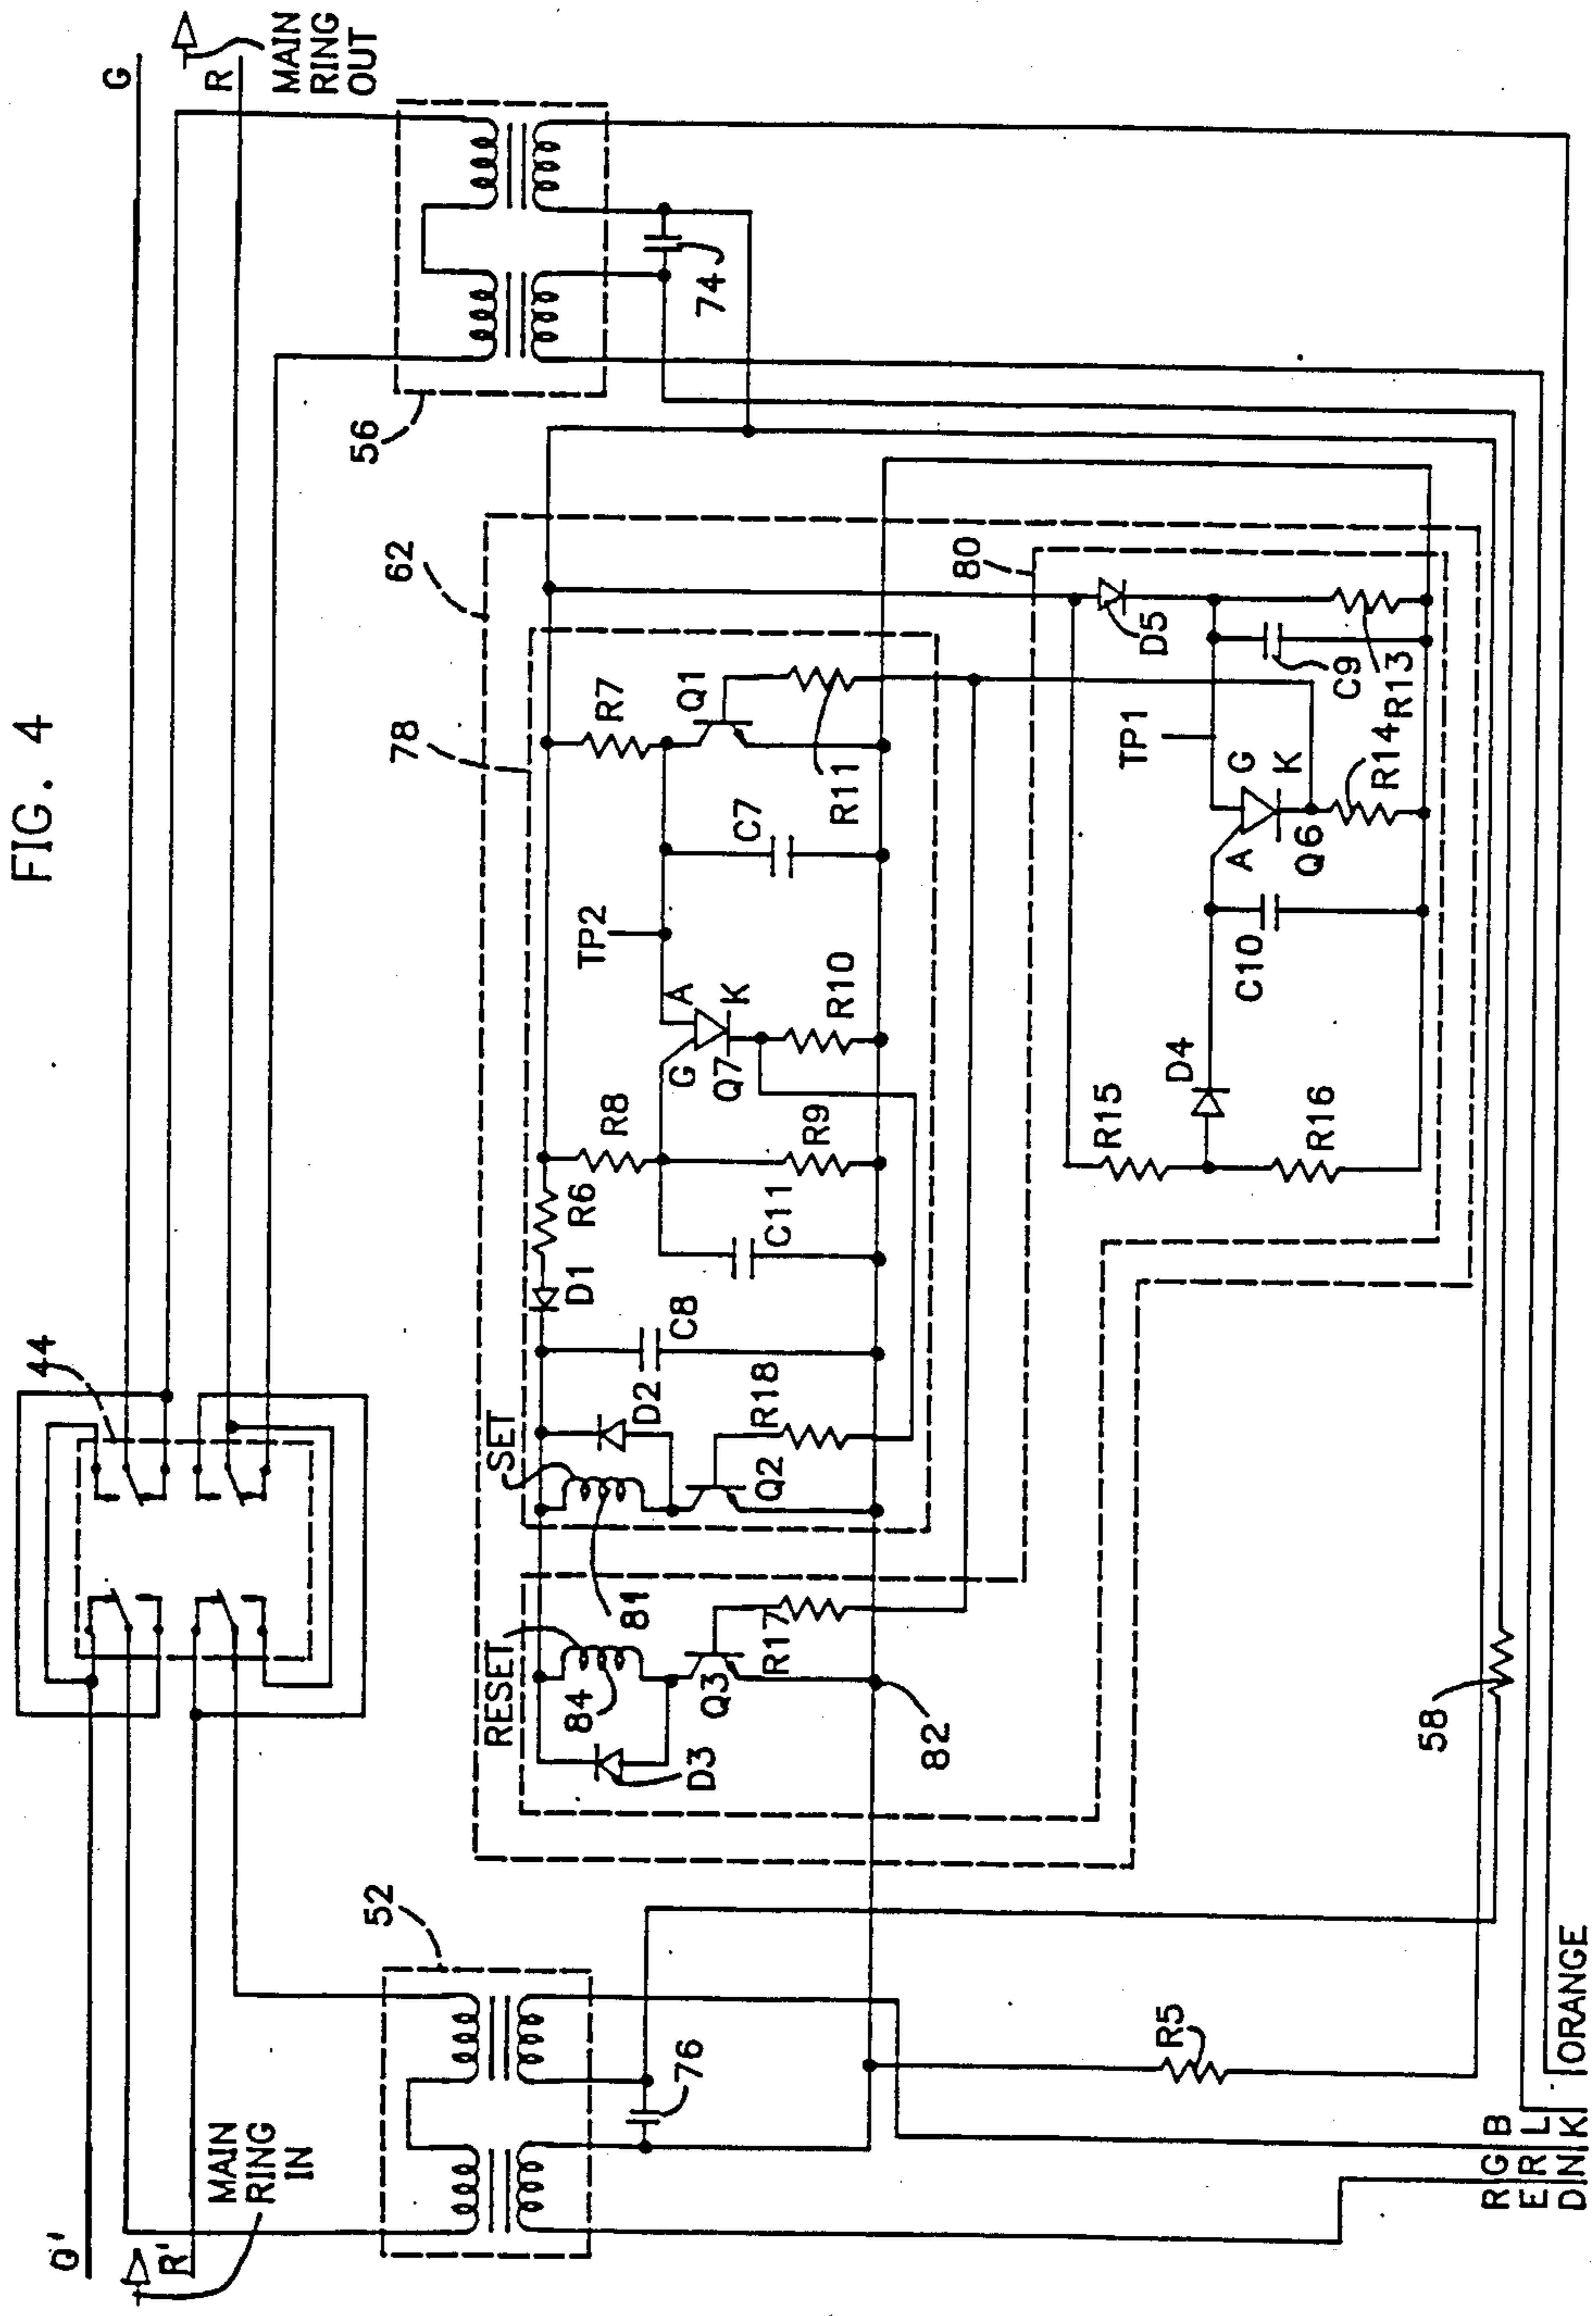 FIG. 4
G'
MAIN
RING
IN
R'
44
G
R
MAIN
RING
OUT
52
76
56
74
62
78
80
RESET
84
D3
Q3
R17
82
SET
81
D2
Q2
R18
C8
D1
R6
C11
R8
R9
G
A
K
Q7
R10
TP2
C7
R7
Q1
R11
R15
D4
R16
C10
A
G
K
Q6
R14
TP1
D5
C9
R13
R5
58
RED
GRN
BLK
ORANGE